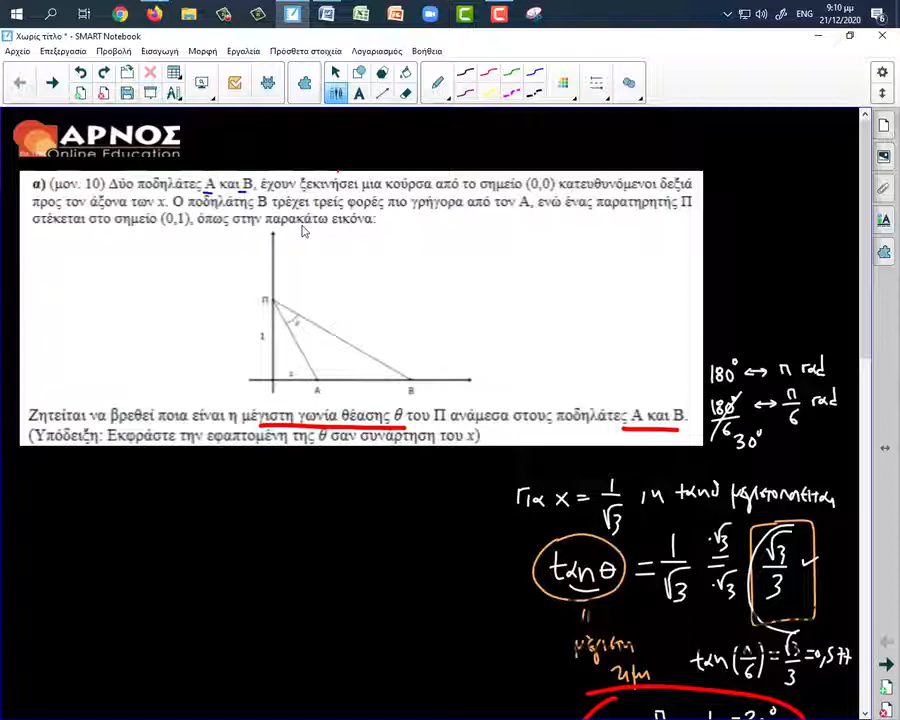 9:10 μμ
ENG
21/12/2020
Χωρίς τίτλο * - SMART Notebook
Αρχείο Επεξεργασία Προβολή Εισαγωγή Μορφή Εργαλεία Πρόσθετα στοιχεία Λογαριασμός Βοήθεια
ΑΡΝΟΣ
Online Education
α) (μον. 10) Δύο ποδηλάτες Α και Β, έχουν ξεκινήσει μια κούρσα από το σημείο (0,0) κατευθυνόμενοι δεξιά
προς τον άξονα των x. Ο ποδηλάτης Β τρέχει τρείς φορές πιο γρήγορα από τον Α, ενώ ένας παρατηρητής Π
στέκεται στο σημείο (0,1), όπως στην παρακάτω εικόνα:
Π
θ
1
x
Α Β
Ζητείται να βρεθεί ποια είναι η μέγιστη γωνία θέασης θ του Π ανάμεσα στους ποδηλάτες Α και Β.
(Υπόδειξη: Εκφράστε την εφαπτομένη της θ σαν συνάρτηση του x)
180° ↔ π rad
180°/6 ↔ π/6 rad
30°
Για x = 1/√3 η tanθ μεγιστοποιείται
tanθ = 1/√3 ·√3 = ·√3 √3/3
μέγιστη
τιμή
tan(π/6) = √3/3 = 0,577